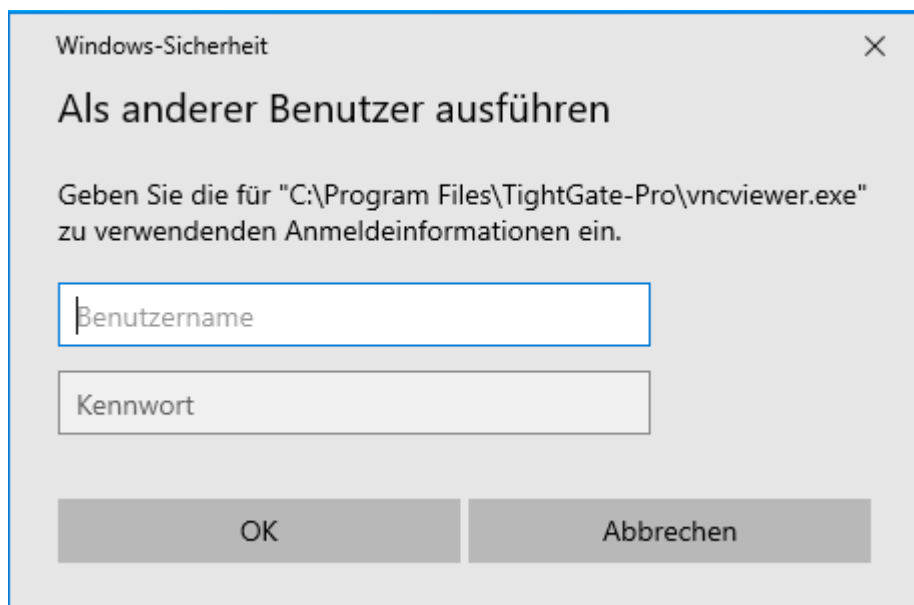 Windows-Sicherheit
Als anderer Benutzer ausführen
Geben Sie die für "C:\Program Files\TightGate-Pro\vncviewer.exe"
zu verwendenden Anmeldeinformationen ein.
Benutzername
Kennwort
OK
Abbrechen